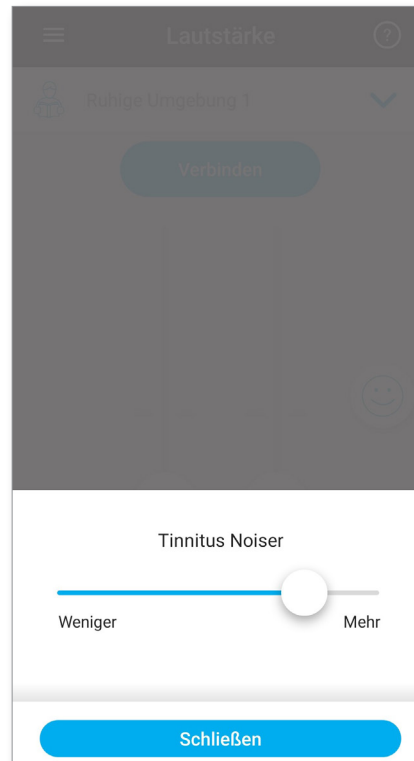 Lautstärke
?
Ruhige Umgebung 1
Verbinden
Tinnitus Noiser
Weniger Mehr
Schließen